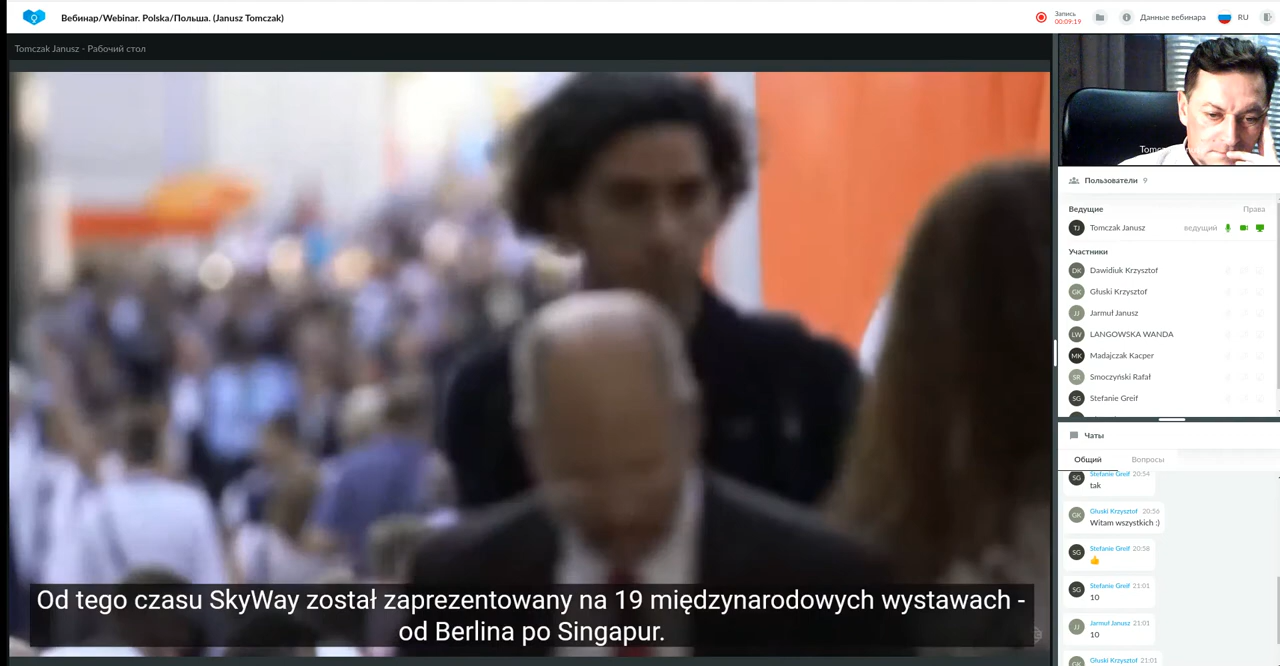 Вебинар/Webinar. Polska/Польша. (Janusz Tomczak)
Запись
00:09:19
Данные вебинара
RU
Tomczak Janusz - Рабочий стол
Od tego czasu SkyWay został zaprezentowany na 19 międzynarodowych wystawach -
od Berlina po Singapur.
Пользователи 9
Ведущие Права
TJ Tomczak Janusz ведущий
Участники
DK Dawidiuk Krzysztof
GK Głuski Krzysztof
JJ Jarmuł Janusz
LW LANGOWSKA WANDA
MK Madajczak Kacper
SR Smoczyński Rafał
SG Stefanie Greif
Чаты
Общий Вопросы
SG Stefanie Greif 20:54
tak
GK Głuski Krzysztof 20:56
Witam wszystkich :)
SG Stefanie Greif 20:58
👍
SG Stefanie Greif 21:01
10
JJ Jarmuł Janusz 21:01
10
GK Głuski Krzysztof 21:01